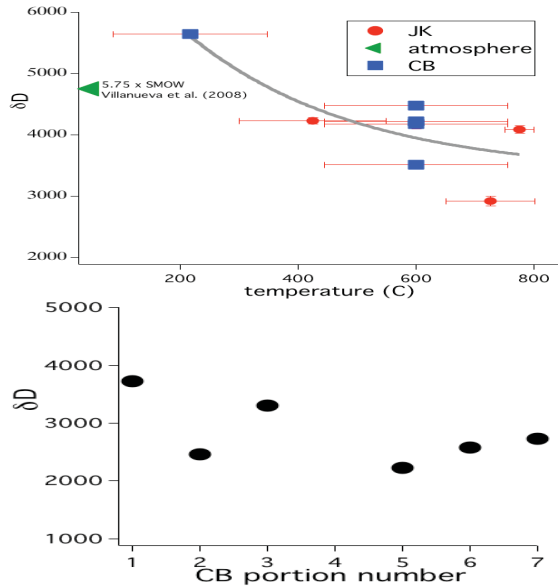 6000
5000
4000
3000
2000
δD
JK
atmosphere
CB
5.75 x SMOW
Villanueva et al. (2008)
200
400
600
800
temperature (C)
5000
4000
3000
2000
1000
δD
1
2
3
4
5
6
7
CB portion number